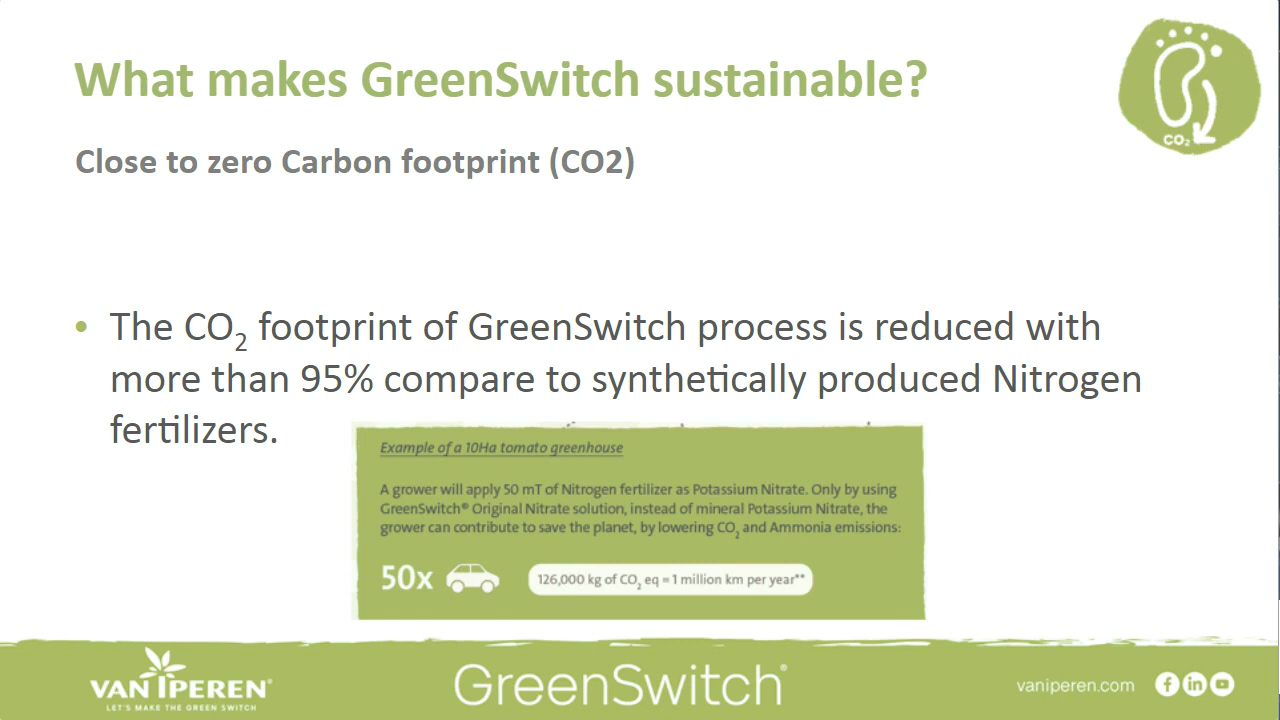 What makes GreenSwitch sustainable?
CO₂
Close to zero Carbon footprint (CO2)
• The CO₂ footprint of GreenSwitch process is reduced with
more than 95% compare to synthetically produced Nitrogen
fertilizers.
Example of a 10Ha tomato greenhouse
A grower will apply 50 mT of Nitrogen fertilizer as Potassium Nitrate. Only by using
GreenSwitch® Original Nitrate solution, instead of mineral Potassium Nitrate, the
grower can contribute to save the planet, by lowering CO₂ and Ammonia emissions:
50x
126,000 kg of CO₂ eq = 1 million km per year**
VAN IPEREN®
LET'S MAKE THE GREEN SWITCH
GreenSwitch®
vaniperen.com